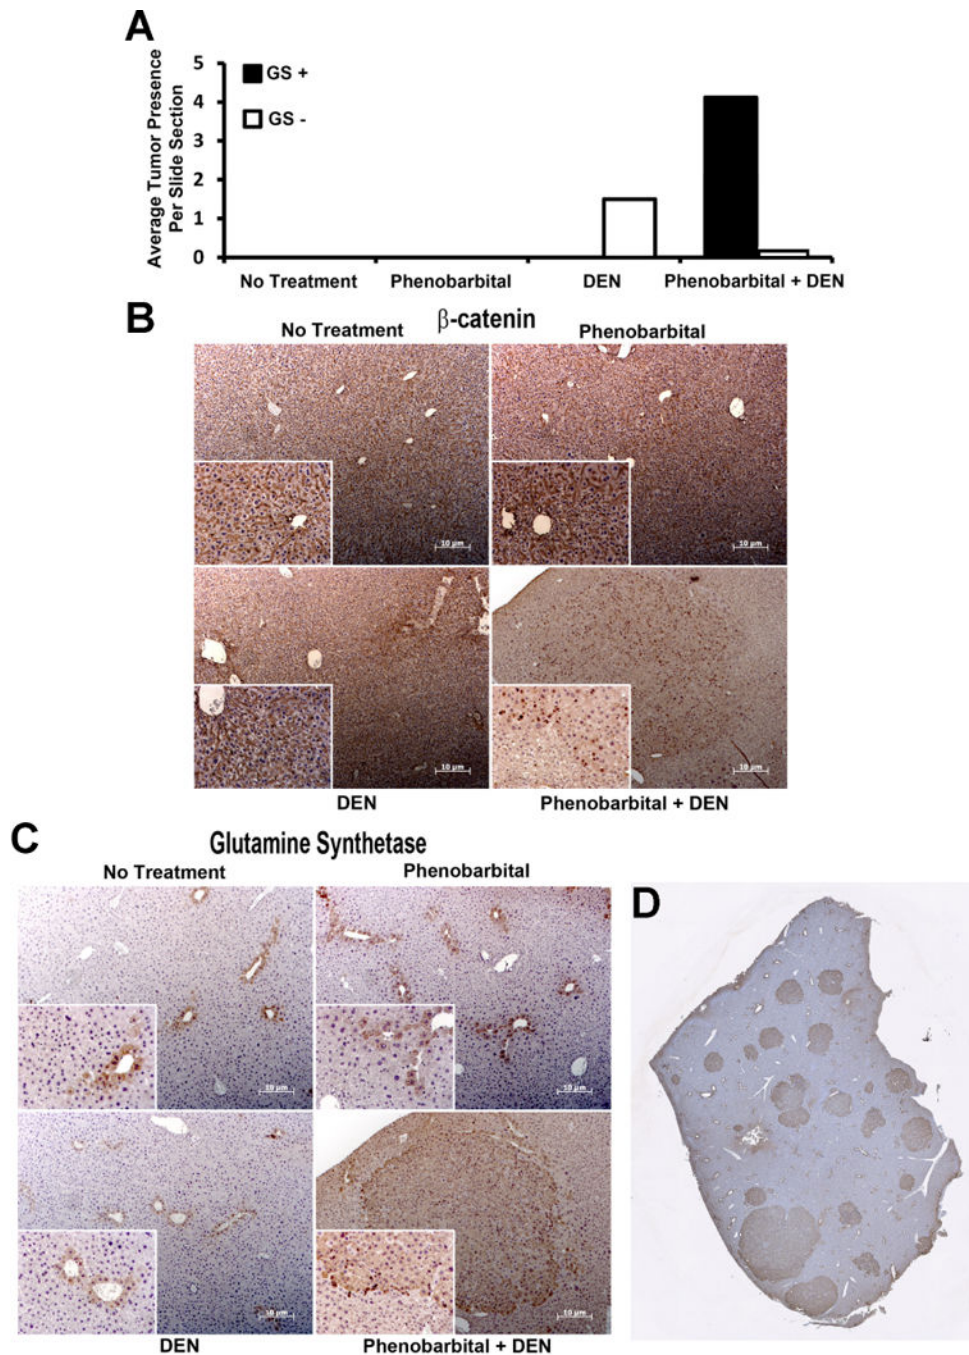 A
Average Tumor Presence
Per Slide Section
5
4
3
2
1
0
GS +
GS -
No Treatment
Phenobarbital
DEN
Phenobarbital + DEN
B
β-catenin
No Treatment
Phenobarbital
10 µm
10 µm
10 µm
10 µm
DEN
Phenobarbital + DEN
C
Glutamine Synthetase
No Treatment
Phenobarbital
10 µm
10 µm
10 µm
10 µm
DEN
Phenobarbital + DEN
D